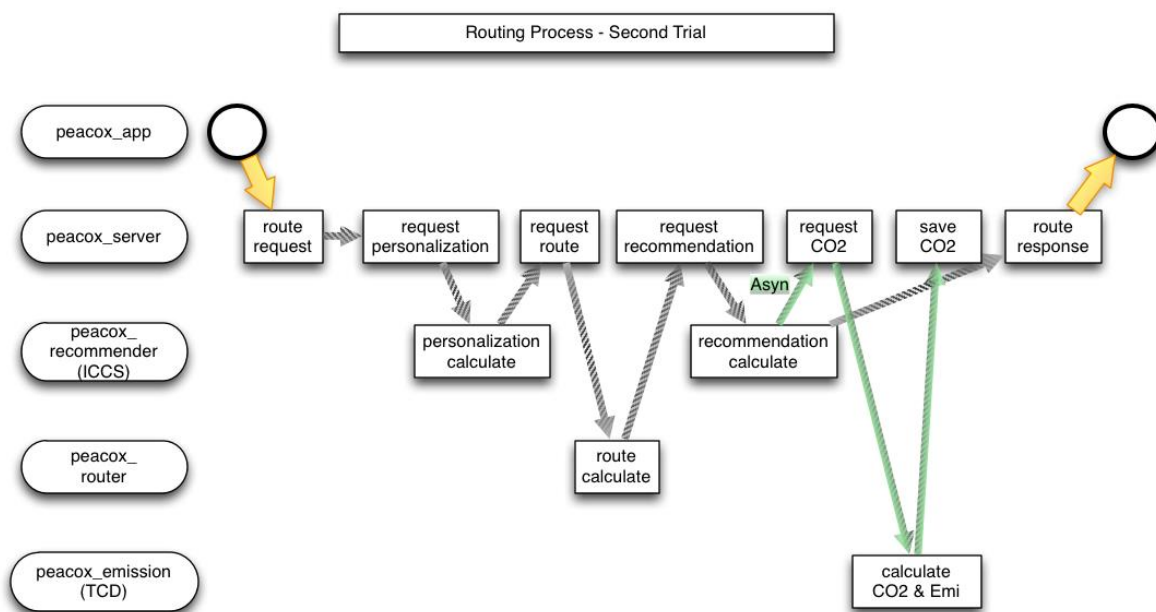 Routing Process - Second Trial
peacox_app
peacox_server
route
request
request
personalization
request
route
request
recommendation
request
CO2
save
CO2
route
response
Asyn
peacox_
recommender
(ICCS)
personalization
calculate
recommendation
calculate
peacox_
router
route
calculate
peacox_emission
(TCD)
calculate
CO2 & Emi